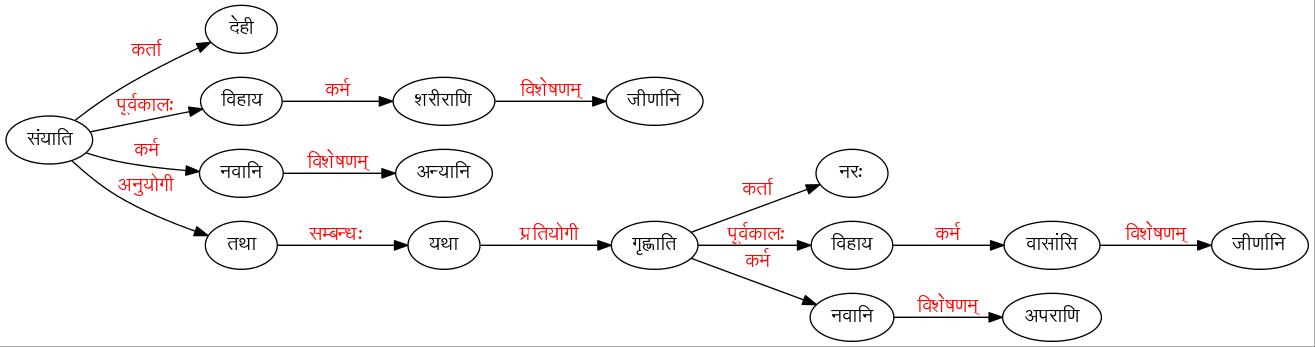 देही
कर्ता
पूर्वकालः विहाय कर्म शरीराणि विशेषणम् जीर्णानि
संयाति
कर्म नवानि विशेषणम् अन्यानि
अनुयोगी
नरः
कर्ता
तथा सम्बन्धः यथा प्रतियोगी गृह्णाति पूर्वकालः विहाय कर्म वासांसि विशेषणम् जीर्णानि
कर्म
नवानि विशेषणम् अपराणि